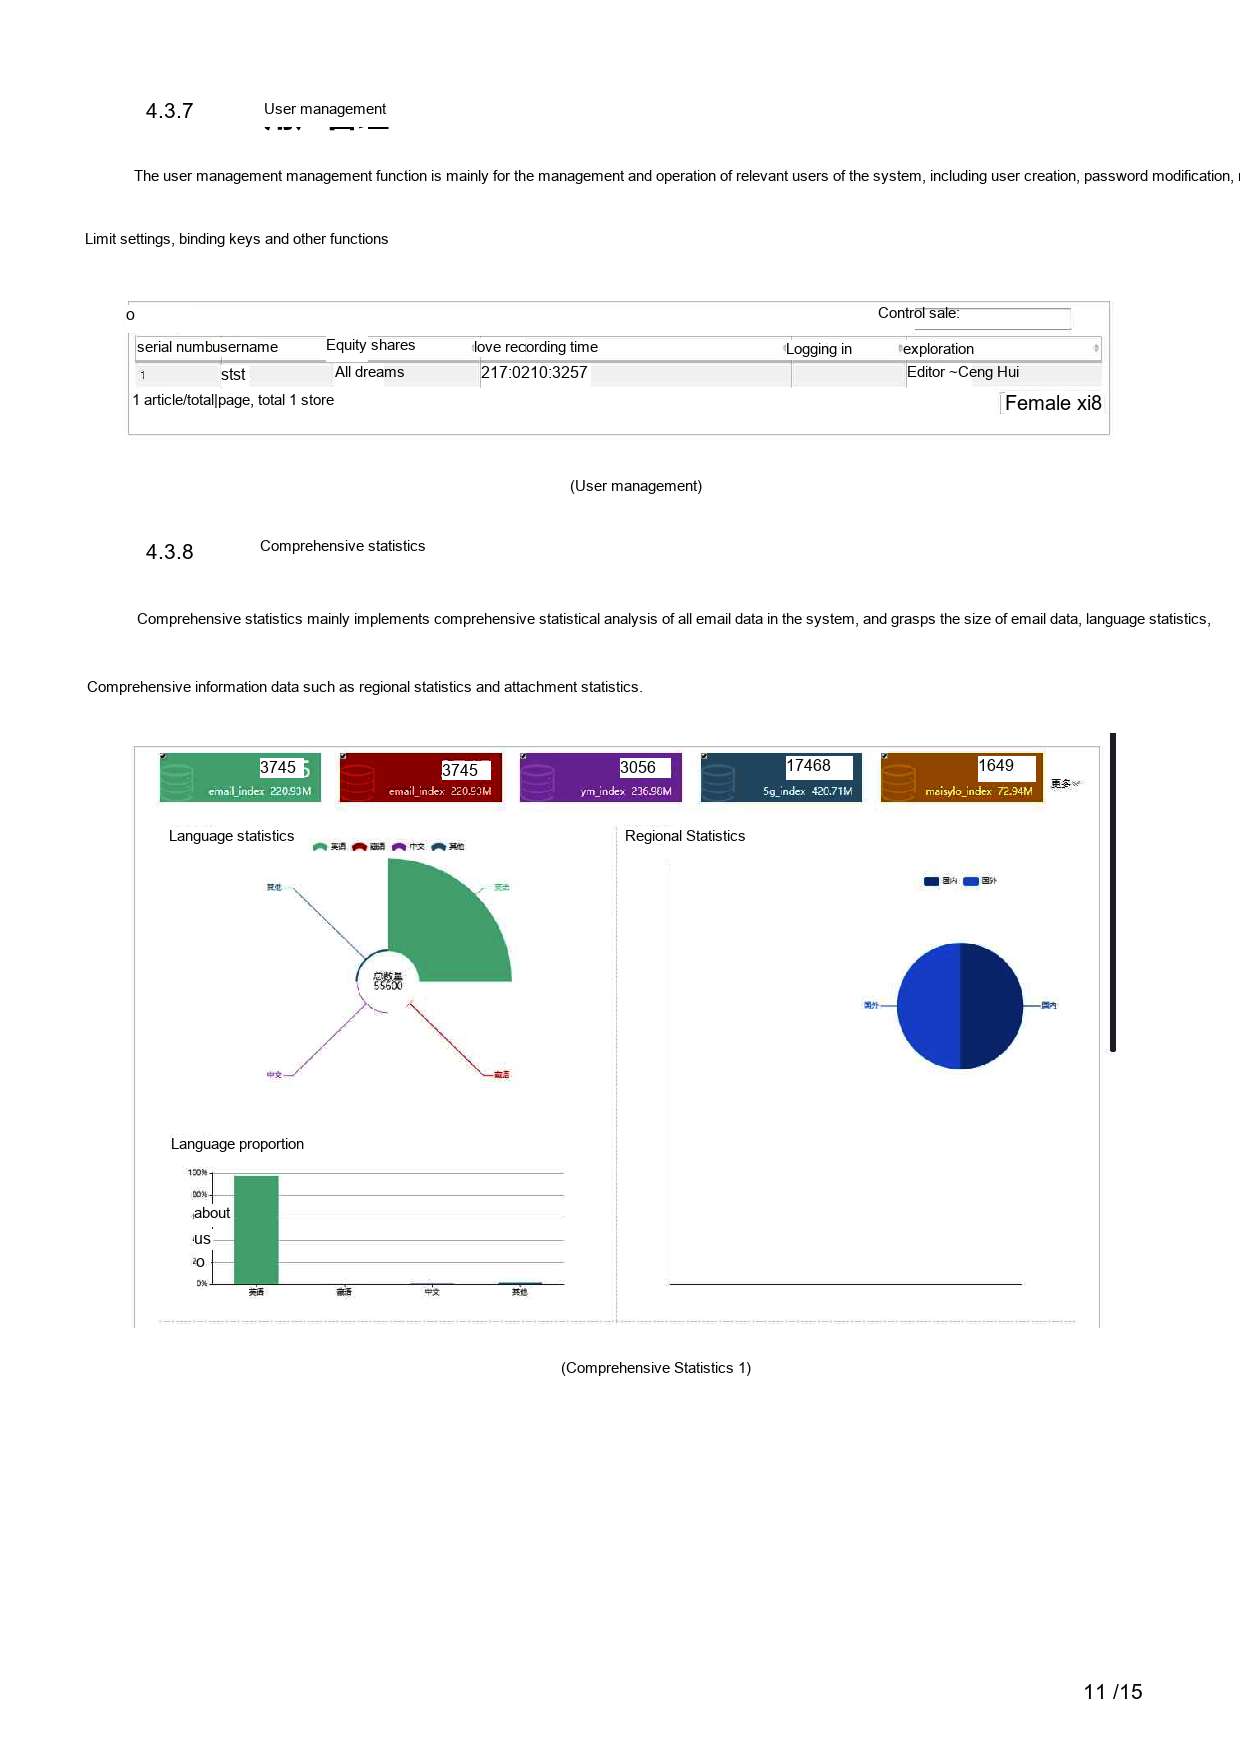 4.3.7 User management
The user management management function is mainly for the management and operation of relevant users of the system, including user creation, password modification,
Limit settings, binding keys and other functions
o Control sale:
serial numbusername Equity shares love recording time Logging in exploration
1 stst All dreams 217:0210:3257 Editor ~Ceng Hui
1 article/total|page, total 1 store Female xi8
(User management)
4.3.8 Comprehensive statistics
Comprehensive statistics mainly implements comprehensive statistical analysis of all email data in the system, and grasps the size of email data, language statistics,
Comprehensive information data such as regional statistics and attachment statistics.
3745 3745 3056 17468 1649
email_index 220.93M email_index 220.93M ym_index 236.98M 5g_index 420.71M maisylo_index 72.94M 更多
Language statistics 英语 藏语 中文 其他 Regional Statistics
国内 国外
其他 英语
总数量
55600
国外 国内
中文 藏语
Language proportion
100%
80%
about
us
o
0%
英语 藏语 中文 其他
(Comprehensive Statistics 1)
11 /15